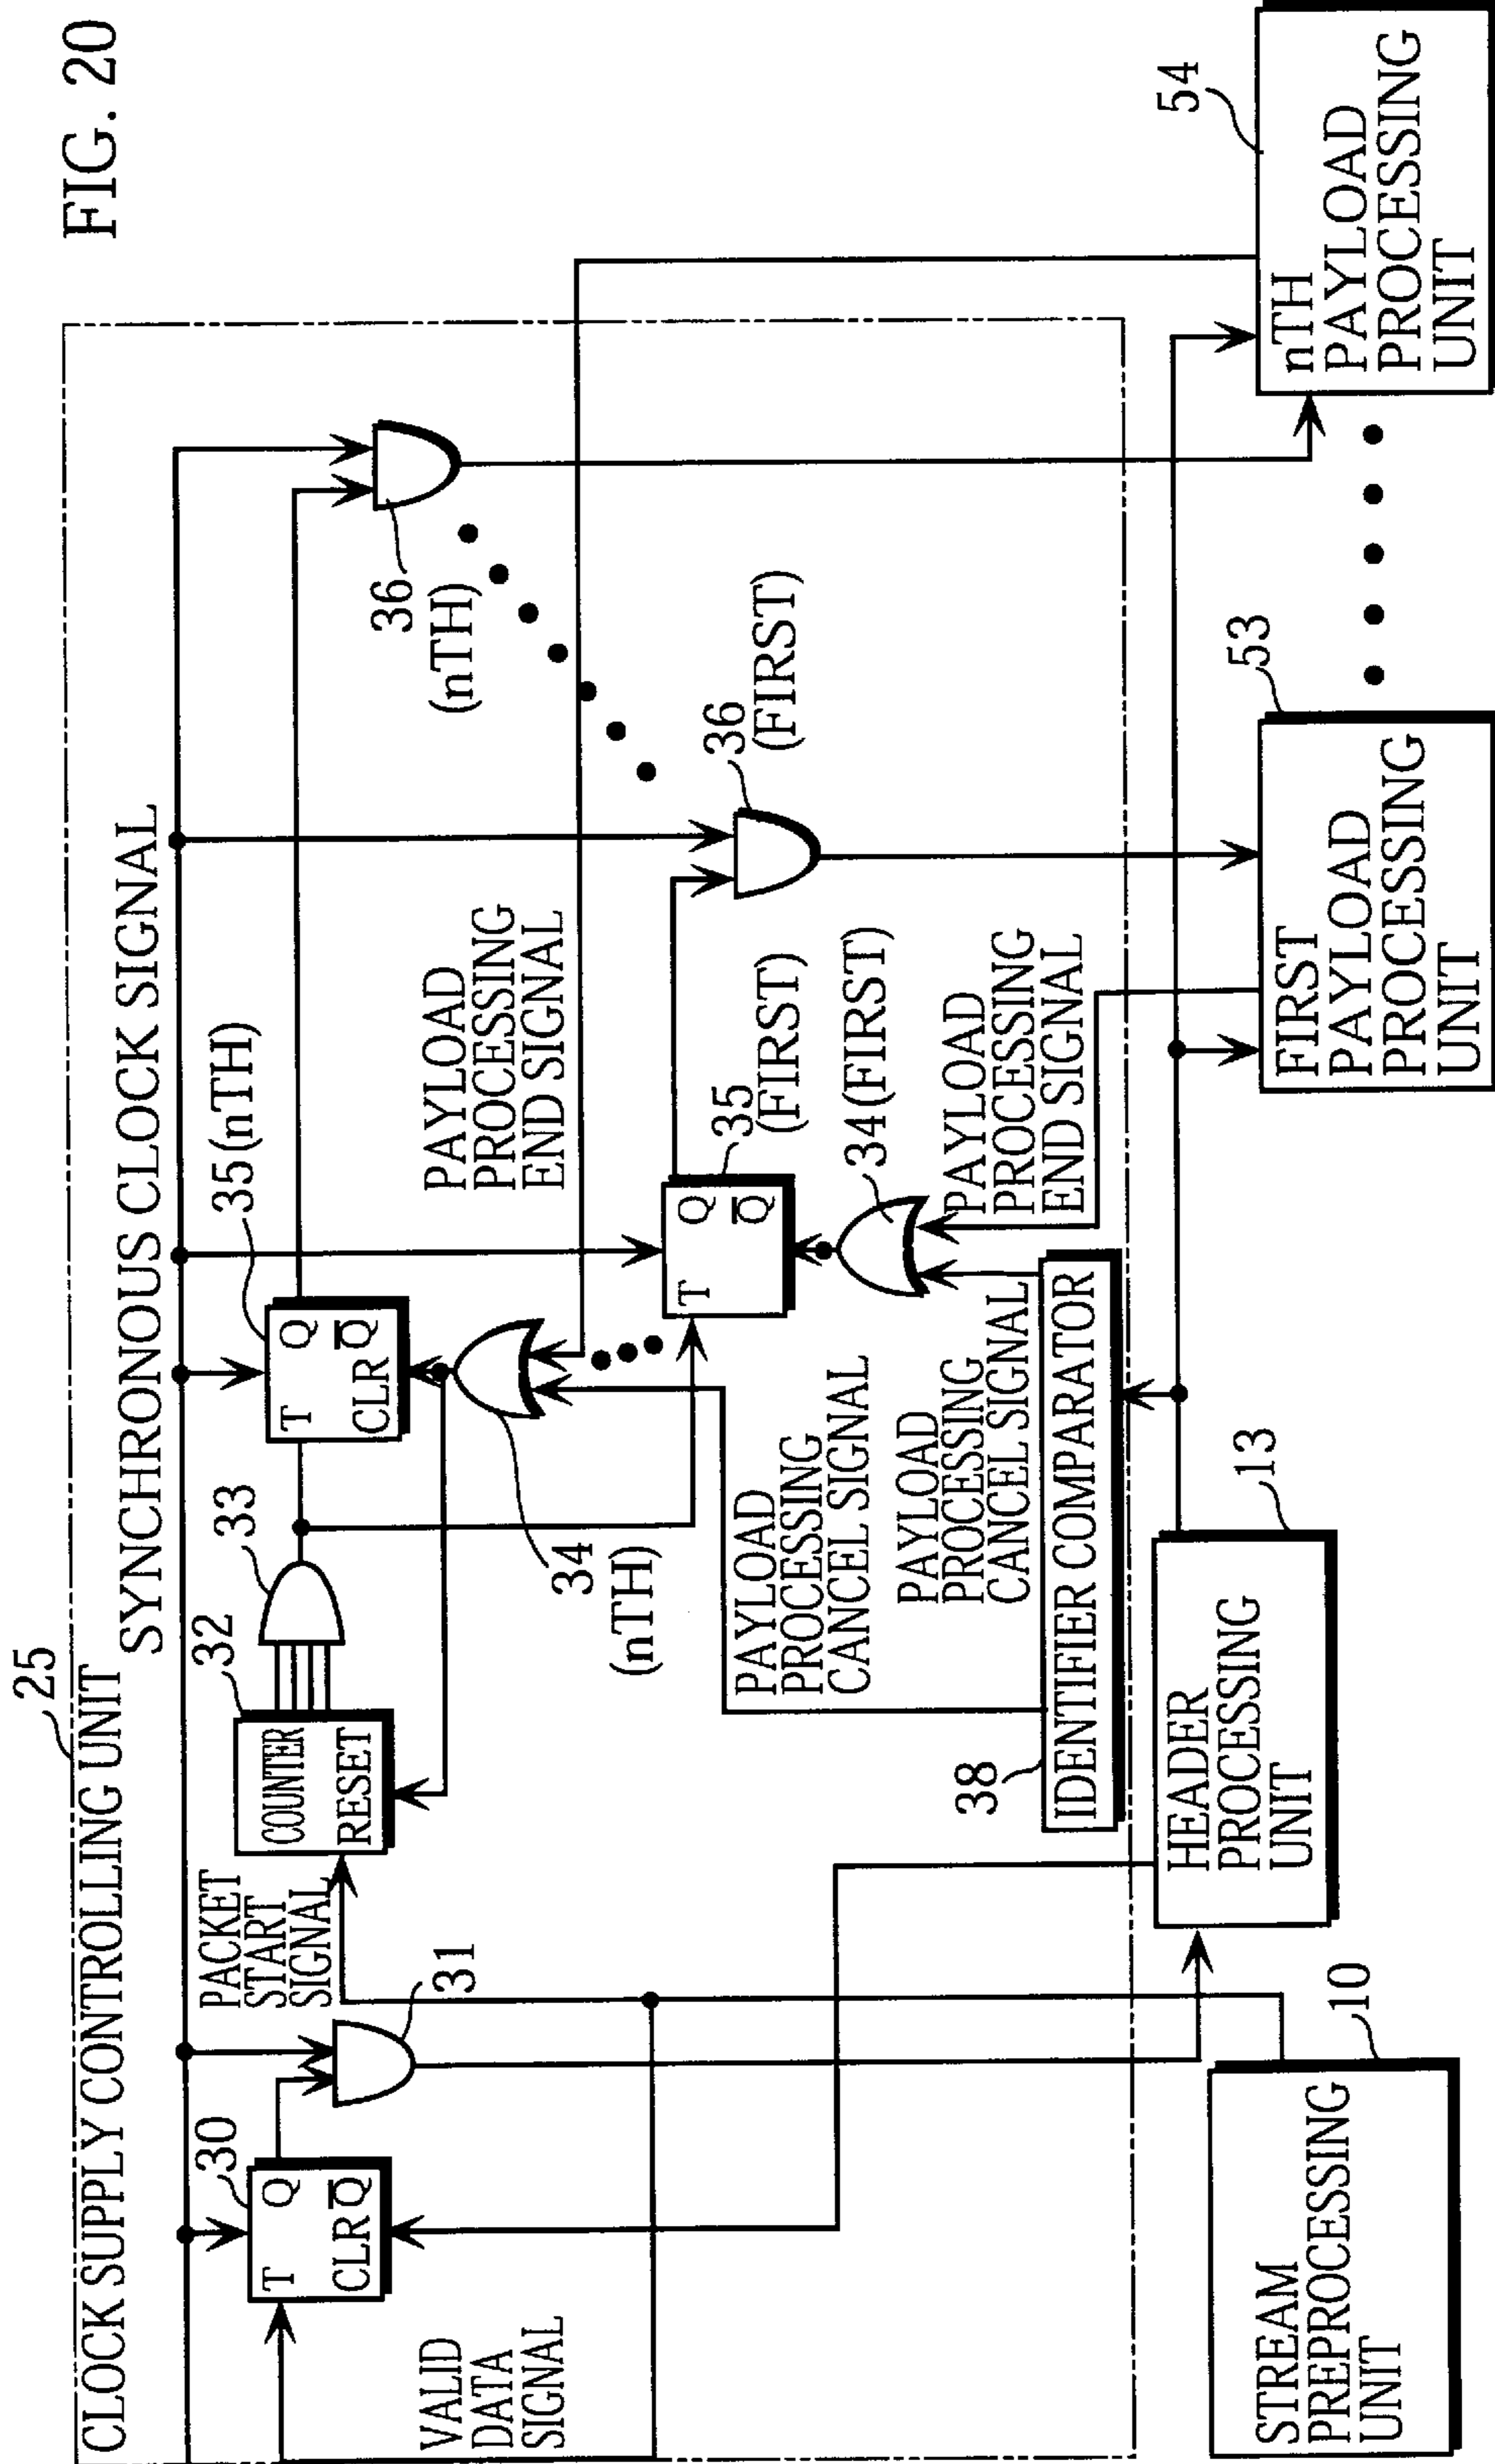 FIG. 20
25
CLOCK SUPPLY CONTROLLING UNIT
SYNCHRONOUS CLOCK SIGNAL
30
T
Q
CLR
Q
VALID
DATA
SIGNAL
31
PACKET
START
SIGNAL
32
COUNTER
RESET
33
35(nTH)
T
Q
CLR
Q
34
(nTH)
PAYLOAD
PROCESSING
END SIGNAL
36
(nTH)
35
(FIRST)
T
Q
Q
34(FIRST)
36
(FIRST)
PAYLOAD
PROCESSING
CANCEL SIGNAL
PAYLOAD
PROCESSING
CANCEL SIGNAL
PAYLOAD
PROCESSING
END SIGNAL
38
IDENTIFIER COMPARATOR
10
STREAM
PREPROCESSING
UNIT
13
HEADER
PROCESSING
UNIT
53
FIRST
PAYLOAD
PROCESSING
UNIT
54
nTH
PAYLOAD
PROCESSING
UNIT